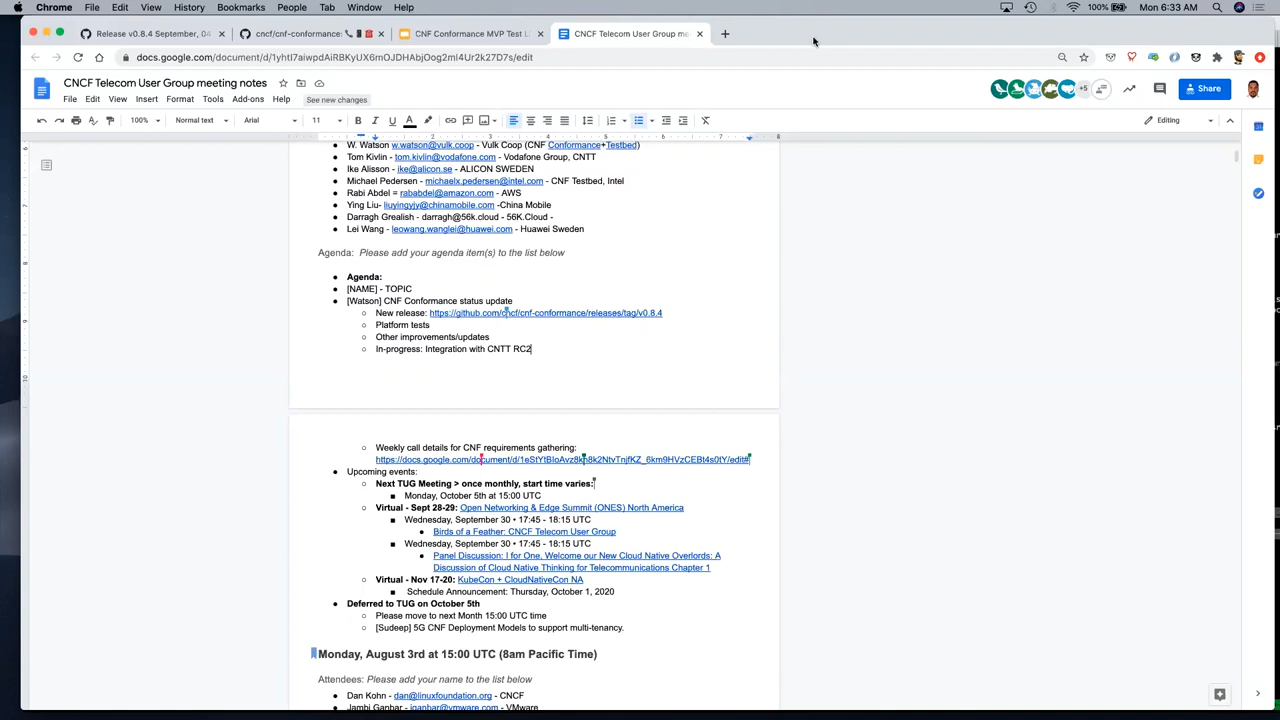 Chrome File Edit View History Bookmarks People Tab Window Help
100% Mon 6:33 AM
Release v0.8.4 September, 04
cncf/cnf-conformance:
CNF Conformance MVP Test L
CNCF Telecom User Group me
docs.google.com/document/d/1yhtI7aiwpdAiRBKyUX6mOJDHAbjOog2ml4Ur2k27D7s/edit
CNCF Telecom User Group meeting notes
File Edit View Insert Format Tools Add-ons Help See new changes
+5
Share
100% Normal text Arial 11
Editing
W. Watson w.watson@vulk.coop - Vulk Coop (CNF Conformance+Testbed)
Tom Kivlin - tom.kivlin@vodafone.com - Vodafone Group, CNTT
Ike Alisson - ike@alicon.se - ALICON SWEDEN
Michael Pedersen - michaelx.pedersen@intel.com - CNF Testbed, Intel
Rabi Abdel = rababdel@amazon.com - AWS
Ying Liu- liuyingyjy@chinamobile.com -China Mobile
Darragh Grealish - darragh@56k.cloud - 56K.Cloud -
Lei Wang - leowang.wanglei@huawei.com - Huawei Sweden
Agenda: Please add your agenda item(s) to the list below
Agenda:
[NAME] - TOPIC
[Watson] CNF Conformance status update
New release: https://github.com/cncf/cnf-conformance/releases/tag/v0.8.4
Platform tests
Other improvements/updates
In-progress: Integration with CNTT RC2
Weekly call details for CNF requirements gathering:
https://docs.google.com/document/d/1eStYtBIoAvz8kh8k2NtvTnjfKZ_6km9HVzCEBt4s0tY/edit#
Upcoming events:
Next TUG Meeting > once monthly, start time varies:
Monday, October 5th at 15:00 UTC
Virtual - Sept 28-29: Open Networking & Edge Summit (ONES) North America
Wednesday, September 30 • 17:45 - 18:15 UTC
Birds of a Feather: CNCF Telecom User Group
Wednesday, September 30 • 17:45 - 18:15 UTC
Panel Discussion: I for One, Welcome our New Cloud Native Overlords: A
Discussion of Cloud Native Thinking for Telecommunications Chapter 1
Virtual - Nov 17-20: KubeCon + CloudNativeCon NA
Schedule Announcement: Thursday, October 1, 2020
Deferred to TUG on October 5th
Please move to next Month 15:00 UTC time
[Sudeep] 5G CNF Deployment Models to support multi-tenancy.
Monday, August 3rd at 15:00 UTC (8am Pacific Time)
Attendees: Please add your name to the list below
Dan Kohn - dan@linuxfoundation.org - CNCF